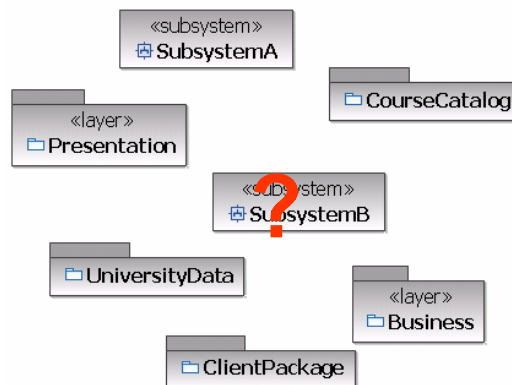 «subsystem»
SubsystemA
CourseCatalog
«layer»
Presentation
«subsystem»
SubsystemB
?
UniversityData
«layer»
Business
ClientPackage